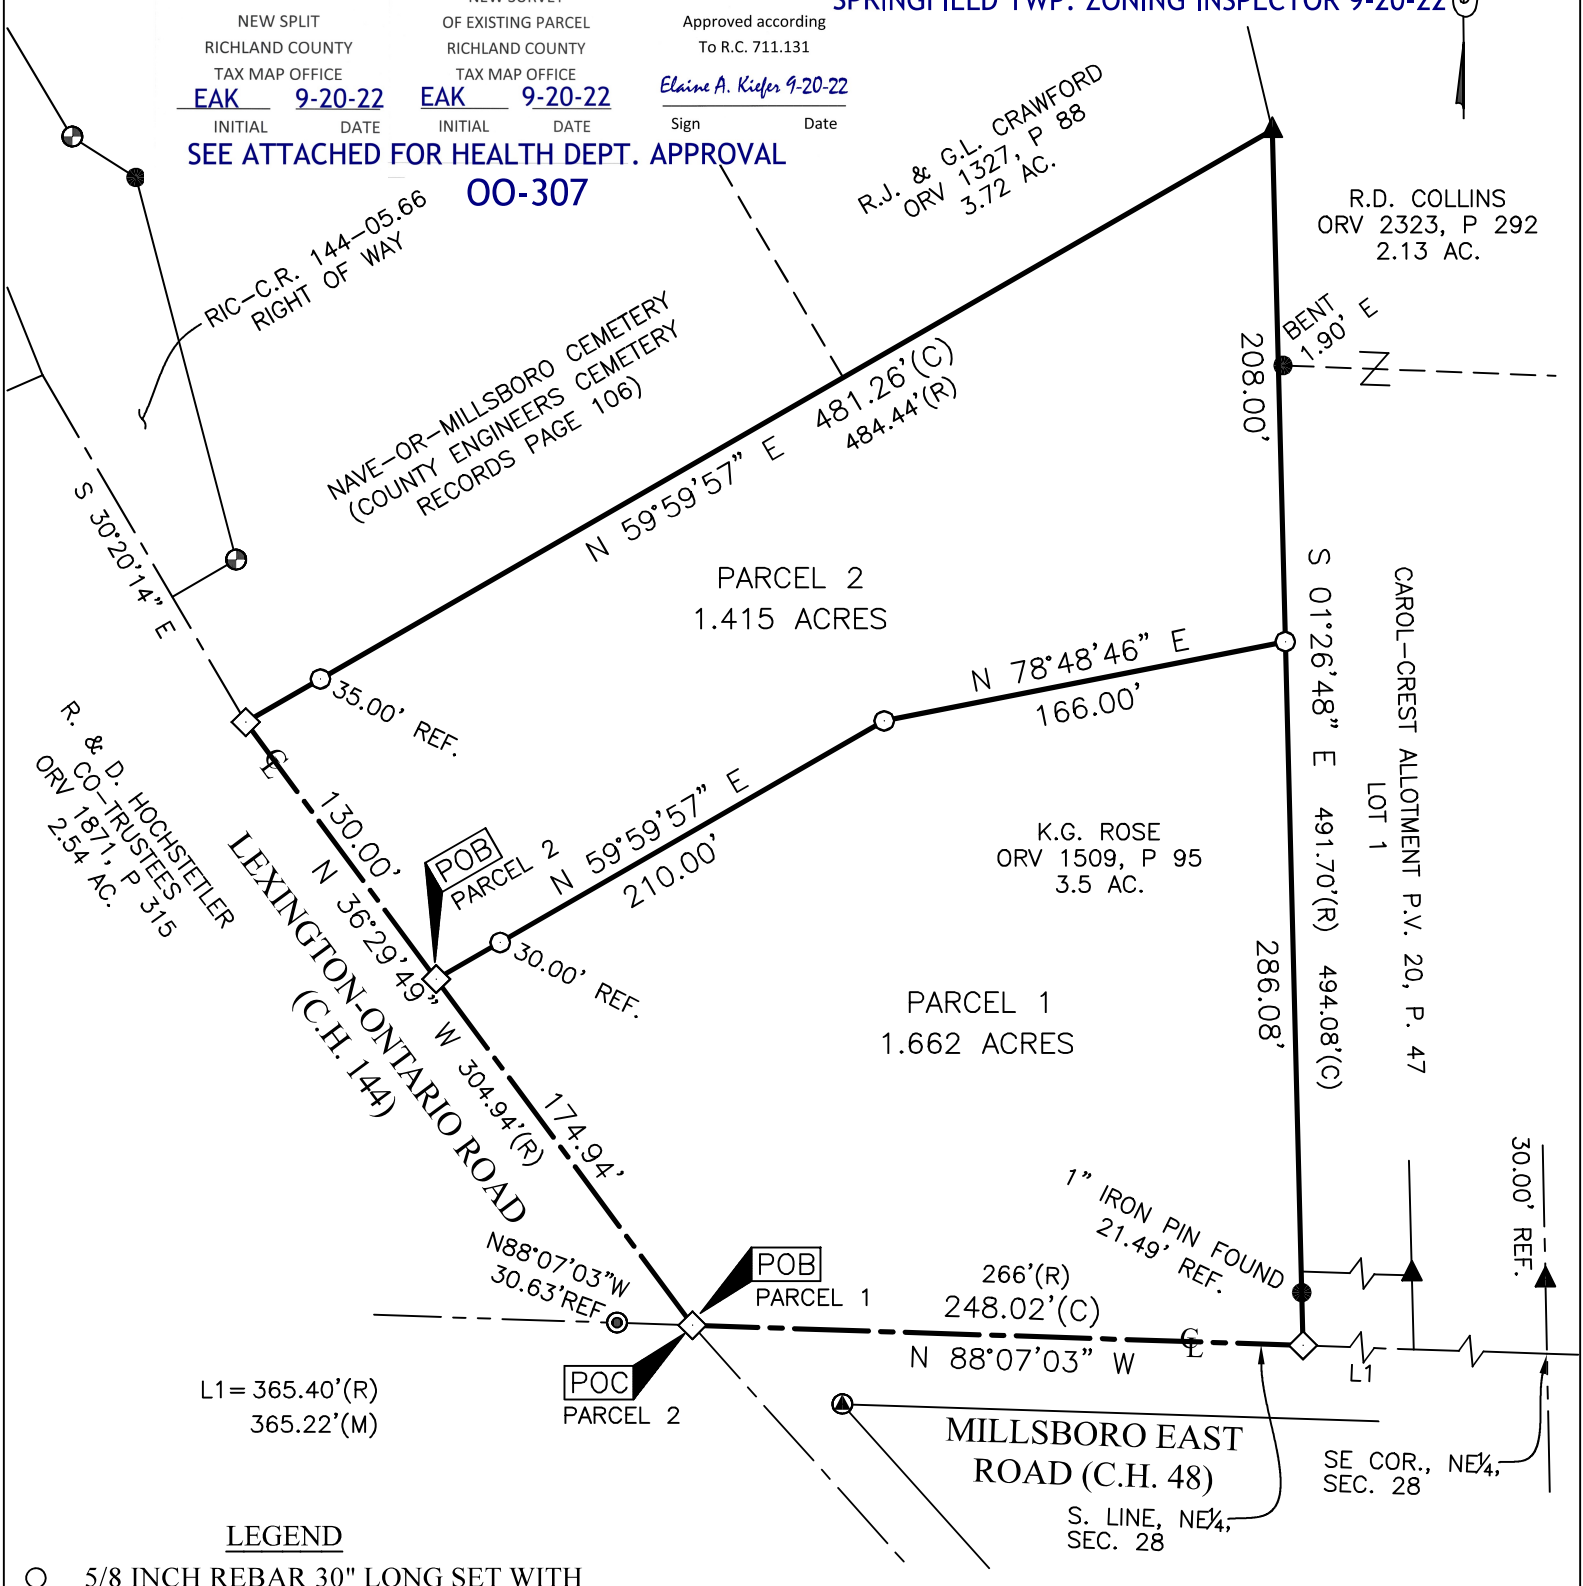 SPRINGFIELD TWP. ZONING INSPECTOR 9-20-22
NEW SPLIT
RICHLAND COUNTY
TAX MAP OFFICE
EAK 9-20-22
INITIAL DATE
NEW SURVEY
OF EXISTING PARCEL
RICHLAND COUNTY
TAX MAP OFFICE
EAK 9-20-22
INITIAL DATE
Approved according
To R.C. 711.131
Elaine A. Kiefer 9-20-22
Sign Date
SEE ATTACHED FOR HEALTH DEPT. APPROVAL
OO-307
R.J. & G.L. CRAWFORD
ORV 1327, P 88
3.72 AC.
R.D. COLLINS
ORV 2323, P 292
2.13 AC.
RIC-C.R. 144-05.66
RIGHT OF WAY
BENT
1.90' E
208.00'
NAVE-OR-MILLSBORO CEMETERY
(COUNTY ENGINEERS CEMETERY
RECORDS PAGE 106)
481.26'(C)
484.44'(R)
N 59°59'57" E
S 30°20'14" E
PARCEL 2
1.415 ACRES
S 01°26'48" E 491.70'(R) 494.08'(C)
CAROL-CREST ALLOTMENT P.V. 20, P. 47
LOT 1
N 78°48'46" E
166.00'
35.00' REF.
R. & D. HOCHSTETLER
CO-TRUSTEES
ORV 1871, P 315
2.54 AC.
CL
130.00'
POB
PARCEL 2
N 59°59'57" E
210.00'
K.G. ROSE
ORV 1509, P 95
3.5 AC.
N 36°29'49" W 304.94'(R)
LEXINGTON-ONTARIO ROAD
(C.H. 144)
30.00' REF.
286.08'
PARCEL 1
1.662 ACRES
174.94'
1" IRON PIN FOUND
21.49' REF.
30.00' REF.
N88°07'03"W
30.63'REF.
POB
PARCEL 1
266'(R)
248.02'(C)
CL
N 88°07'03" W
L1
POC
PARCEL 2
L1= 365.40'(R)
365.22'(M)
MILLSBORO EAST
ROAD (C.H. 48)
SE COR., NE¼,
SEC. 28
S. LINE, NE¼,
SEC. 28
LEGEND
5/8 INCH REBAR 30" LONG SET WITH